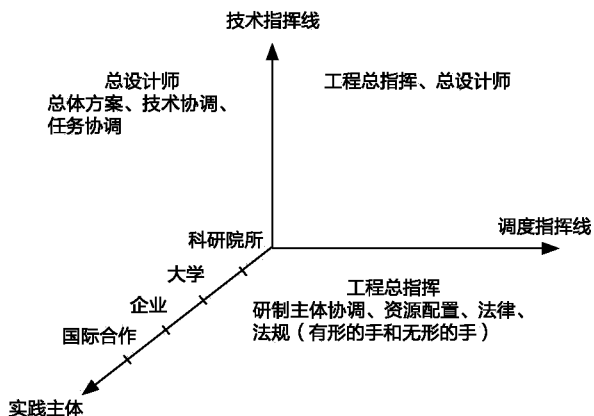 技术指挥线
总设计师
总体方案、技术协调、
任务协调
工程总指挥、总设计师
调度指挥线
科研院所
大学
企业
国际合作
实践主体
工程总指挥
研制主体协调、资源配置、法律、
法规（有形的手和无形的手）